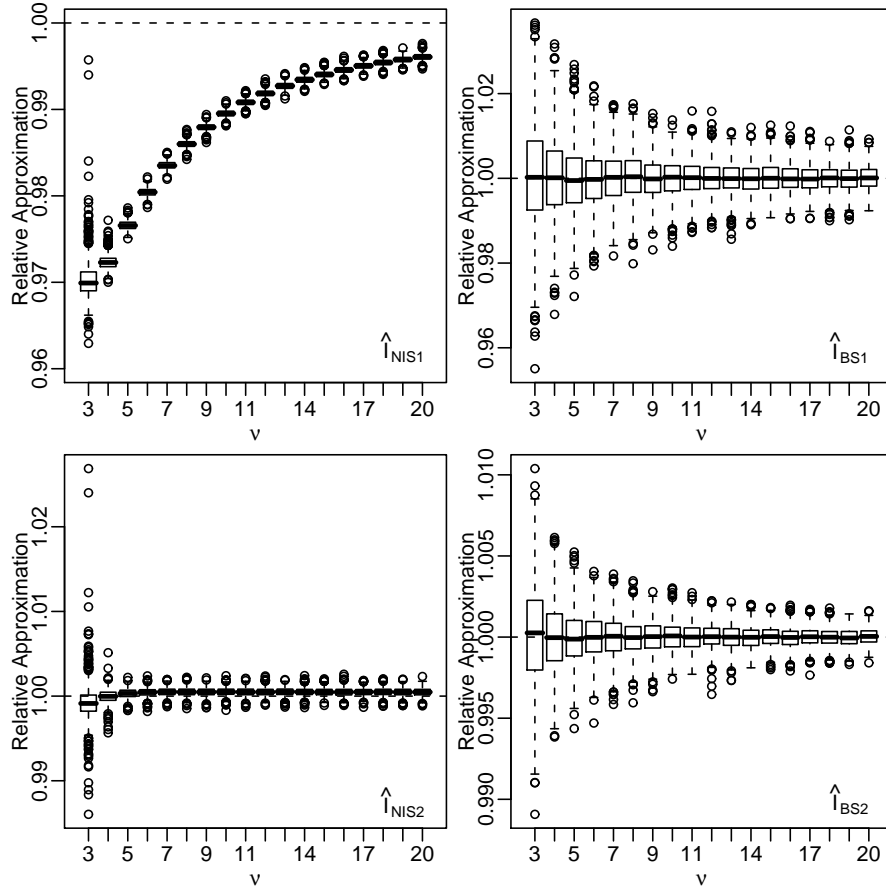 Relative Approximation
1.00
0.99
0.98
0.97
0.96
3 5 7 9 11 14 17 20
ν
Î_NIS1
Relative Approximation
1.02
1.00
0.98
0.96
3 5 7 9 11 14 17 20
ν
Î_BS1
Relative Approximation
1.02
1.01
1.00
0.99
3 5 7 9 11 14 17 20
ν
Î_NIS2
Relative Approximation
1.010
1.005
1.000
0.995
0.990
3 5 7 9 11 14 17 20
ν
Î_BS2